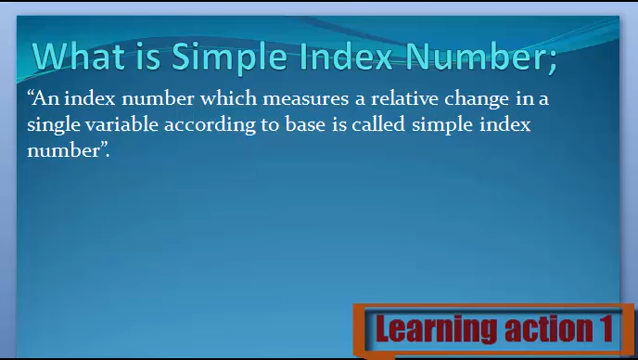 What is Simple Index Number;
“An index number which measures a relative change in a
single variable according to base is called simple index
number”.
Learning action 1